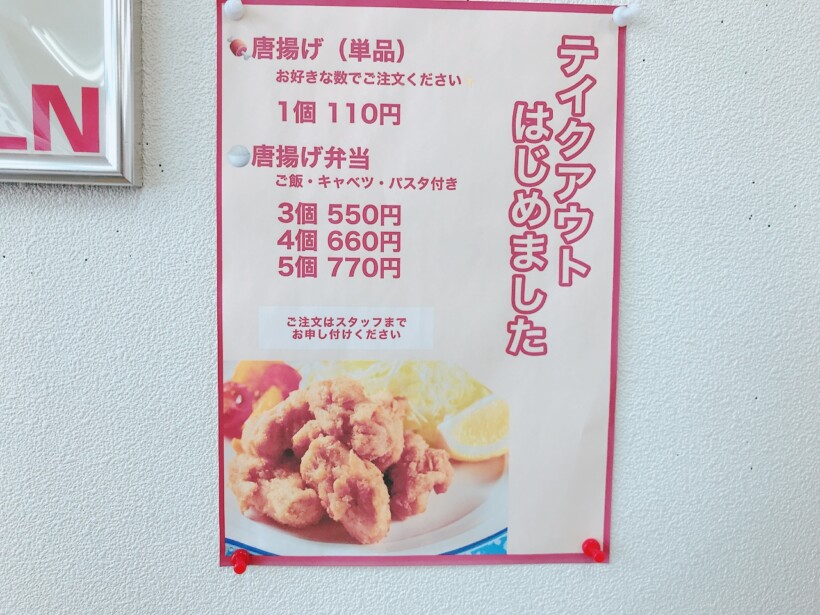 テイクアウト
はじめました
唐揚げ（単品）
お好きな数でご注文ください
1個 110円
唐揚げ弁当
ご飯・キャベツ・パスタ付き
3個 550円
4個 660円
5個 770円
ご注文はスタッフまで
お申し付けください
LN